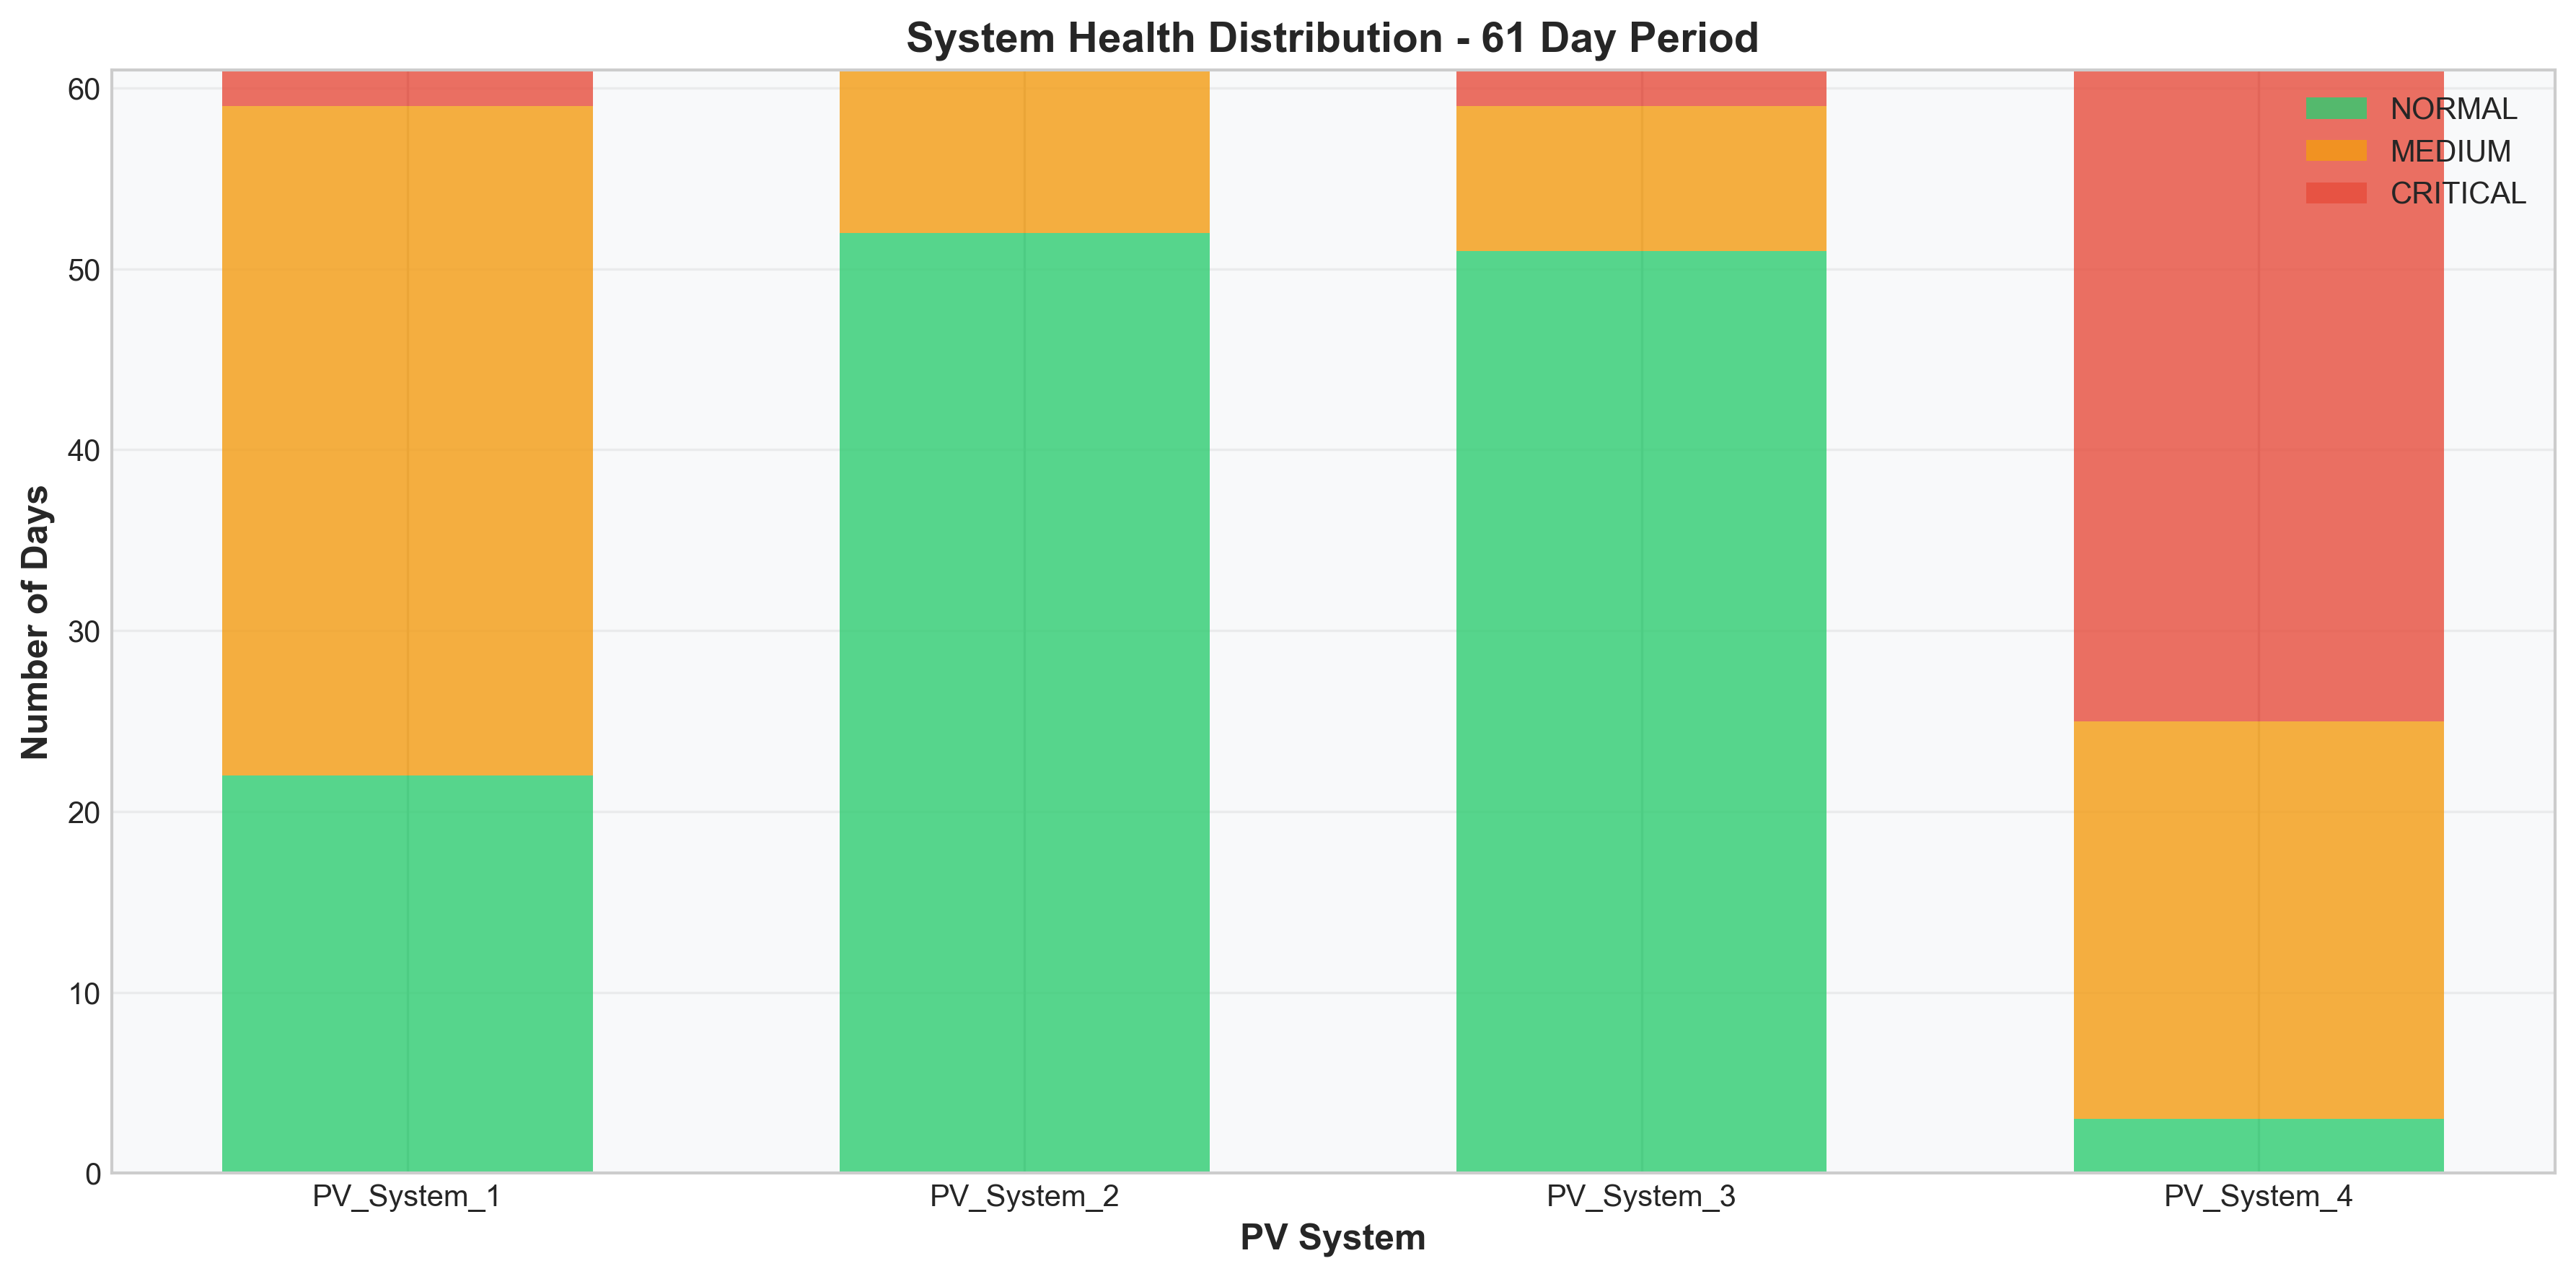 System Health Distribution - 61 Day Period
NORMAL
MEDIUM
CRITICAL
60
50
40
30
20
10
0
Number of Days
PV_System_1 PV_System_2 PV_System_3 PV_System_4
PV System